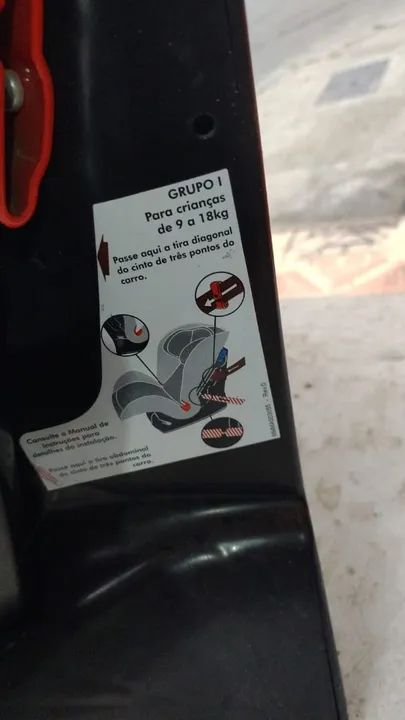 GRUPO I
Para crianças
de 9 a 18kg
Passe aqui a tira diagonal
do cinto de três pontos do
carro.
Consulte o Manual de
Instruções para
detalhes da instalação.
Passe aqui a tira abdominal
do cinto de três pontos do
carro.